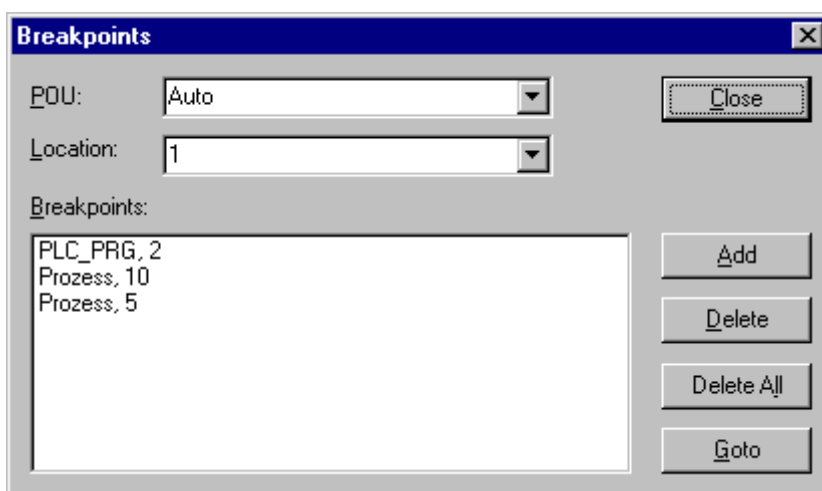 Breakpoints
POU: Auto
Close
Location: 1
Breakpoints:
PLC_PRG, 2
Prozess, 10
Prozess, 5
Add
Delete
Delete All
Goto